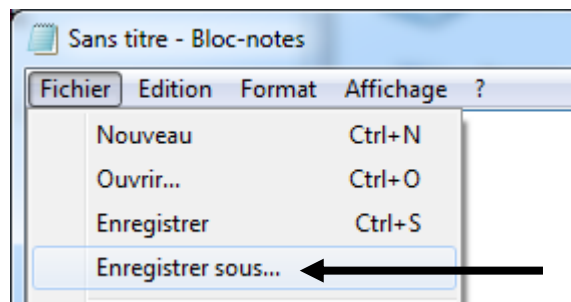 Sans titre - Bloc-notes
Fichier Edition Format Affichage ?
Nouveau Ctrl+N
Ouvrir... Ctrl+O
Enregistrer Ctrl+S
Enregistrer sous...